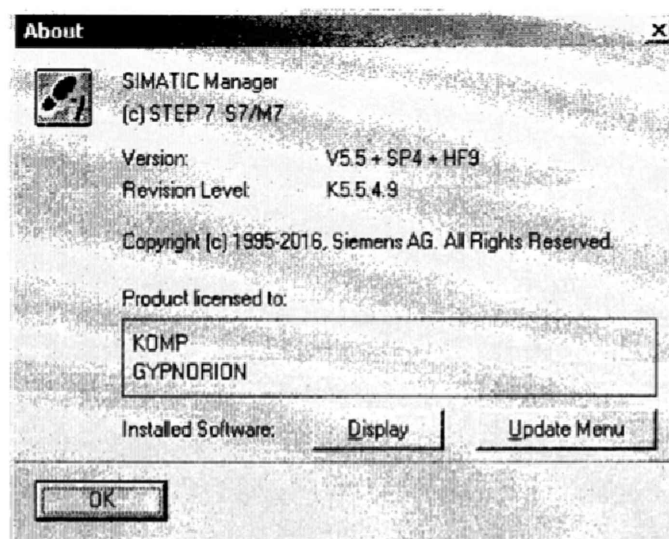 About
SIMATIC Manager
(c) STEP 7 S7/M7
Version: V5.5 + SP4 + HF9
Revision Level: K5.5.4.9
Copyright (c) 1995-2016, Siemens AG. All Rights Reserved.
Product licensed to:
KOMP
GYPNORION
Installed Software: Display Update Menu
OK